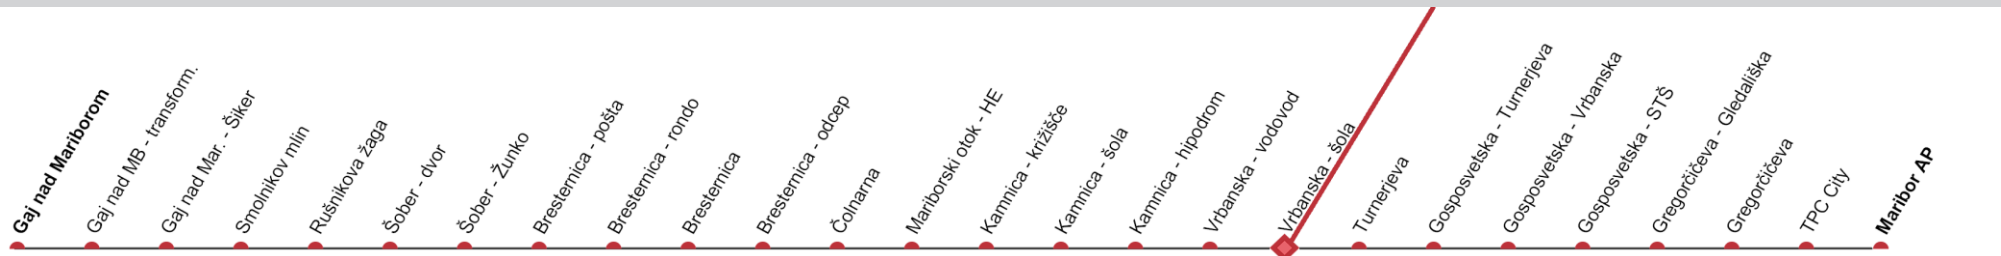 Gaj nad Mariborom
Gaj nad MB - transform.
Gaj nad Mar. - Šiker
Smolnikov mlin
Rušnikova žaga
Šober - dvor
Šober - Žunko
Bresternica - pošta
Bresternica - rondo
Bresternica
Bresternica - odcep
Čolnarna
Mariborski otok - HE
Kamnica - križišče
Kamnica - šola
Kamnica - hipodrom
Vrbanska - vodovod
Vrbanska - šola
Turnerjeva
Gosposvetska - Turnerjeva
Gosposvetska - Vrbanska
Gosposvetska - STŠ
Gregorčičeva - Gledališka
Gregorčičeva
TPC City
Maribor AP